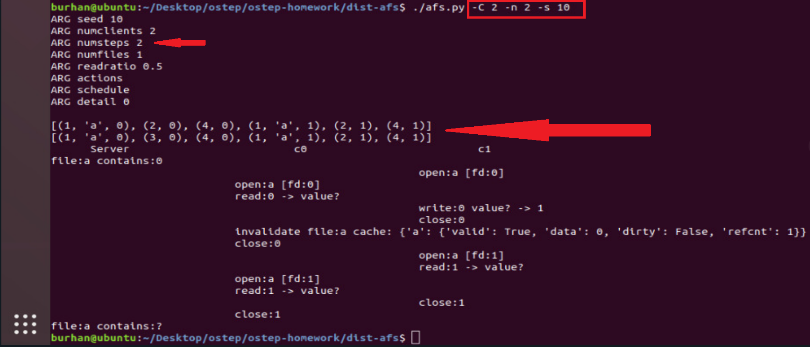 burhan@ubuntu:~/Desktop/ostep/ostep-homework/dist-afs$ ./afs.py -C 2 -n 2 -s 10
ARG seed 10
ARG numclients 2
ARG numsteps 2
ARG numfiles 1
ARG readratio 0.5
ARG actions
ARG schedule
ARG detail 0
[(1, 'a', 0), (2, 0), (4, 0), (1, 'a', 1), (2, 1), (4, 1)]
[(1, 'a', 0), (3, 0), (4, 0), (1, 'a', 1), (2, 1), (4, 1)]
Server c0 c1
file:a contains:0
open:a [fd:0]
open:a [fd:0]
read:0 -> value?
write:0 value? -> 1
close:0
invalidate file:a cache: {'a': {'valid': True, 'data': 0, 'dirty': False, 'refcnt': 1}}
close:0
open:a [fd:1]
read:1 -> value?
open:a [fd:1]
read:1 -> value?
close:1
close:1
file:a contains:?
burhan@ubuntu:~/Desktop/ostep/ostep-homework/dist-afs$